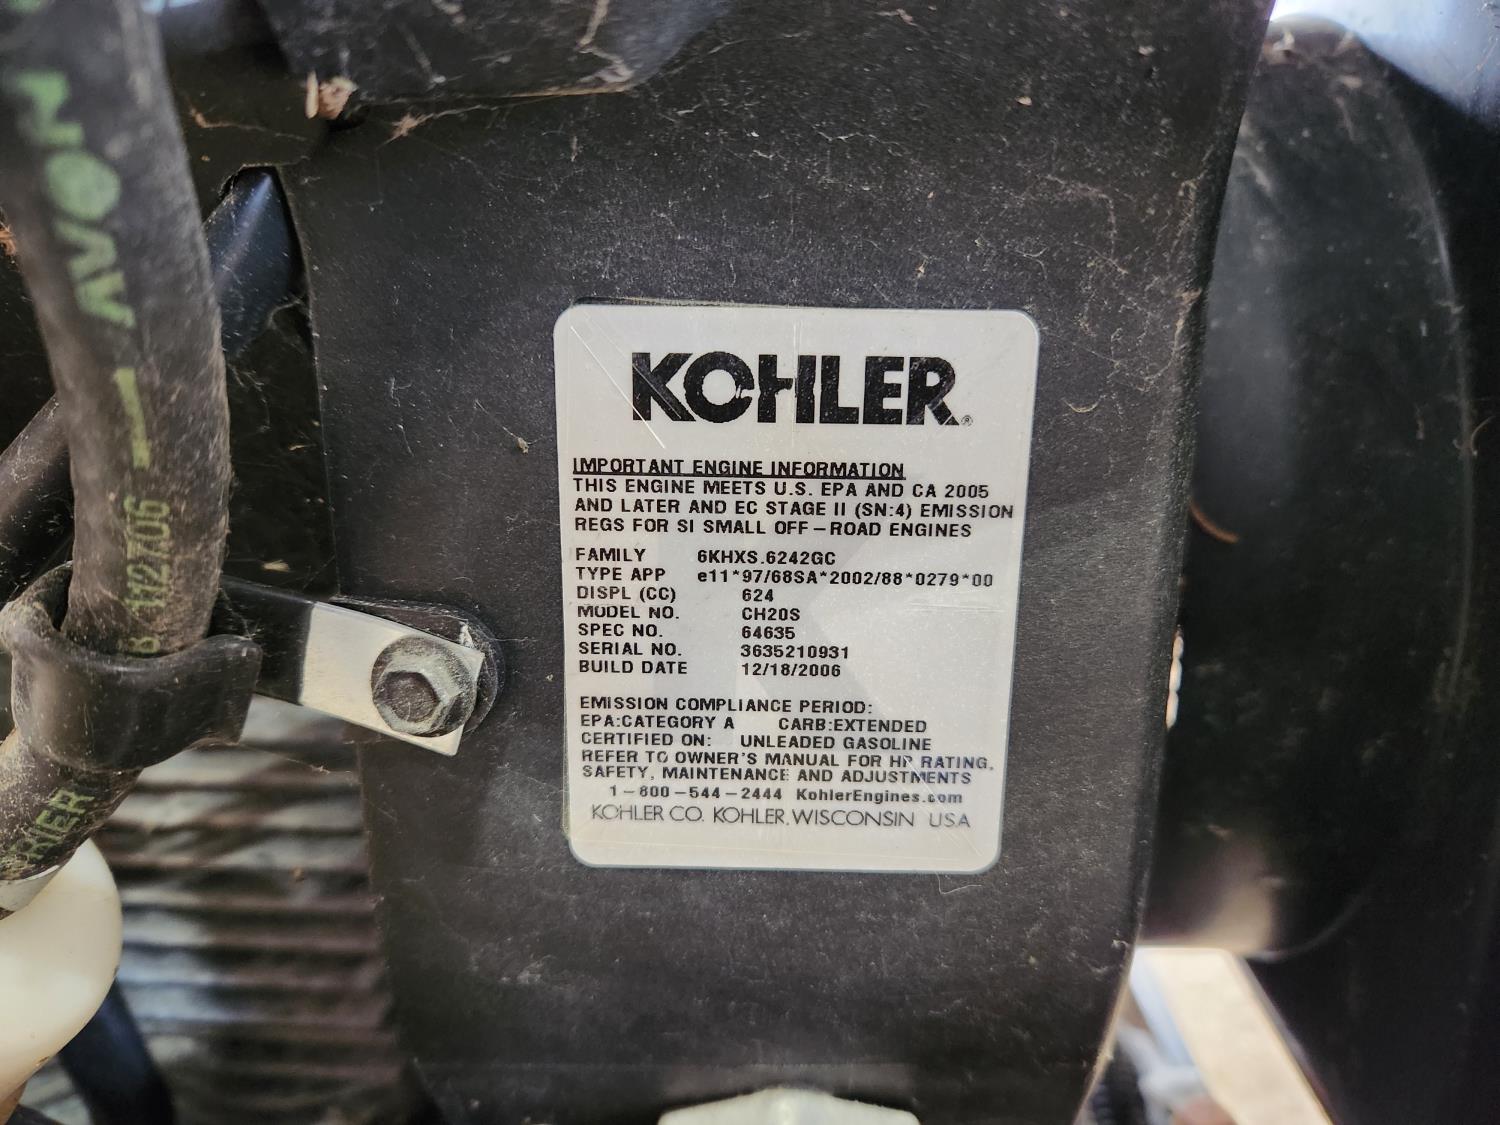 KOHLER®
IMPORTANT ENGINE INFORMATION
THIS ENGINE MEETS U.S. EPA AND CA 2005
AND LATER AND EC STAGE II (SN:4) EMISSION
REGS FOR SI SMALL OFF-ROAD ENGINES
FAMILY 6KHXS.6242GC
TYPE APP e11*97/68SA*2002/88*0279*00
DISPL (CC) 624
MODEL NO. CH20S
SPEC NO. 64635
SERIAL NO. 3635210931
BUILD DATE 12/18/2006
EMISSION COMPLIANCE PERIOD:
EPA:CATEGORY A CARB:EXTENDED
CERTIFIED ON: UNLEADED GASOLINE
REFER TO OWNER'S MANUAL FOR HP RATING,
SAFETY, MAINTENANCE AND ADJUSTMENTS
1-800-544-2444 KohlerEngines.com
KOHLER CO. KOHLER, WISCONSIN USA